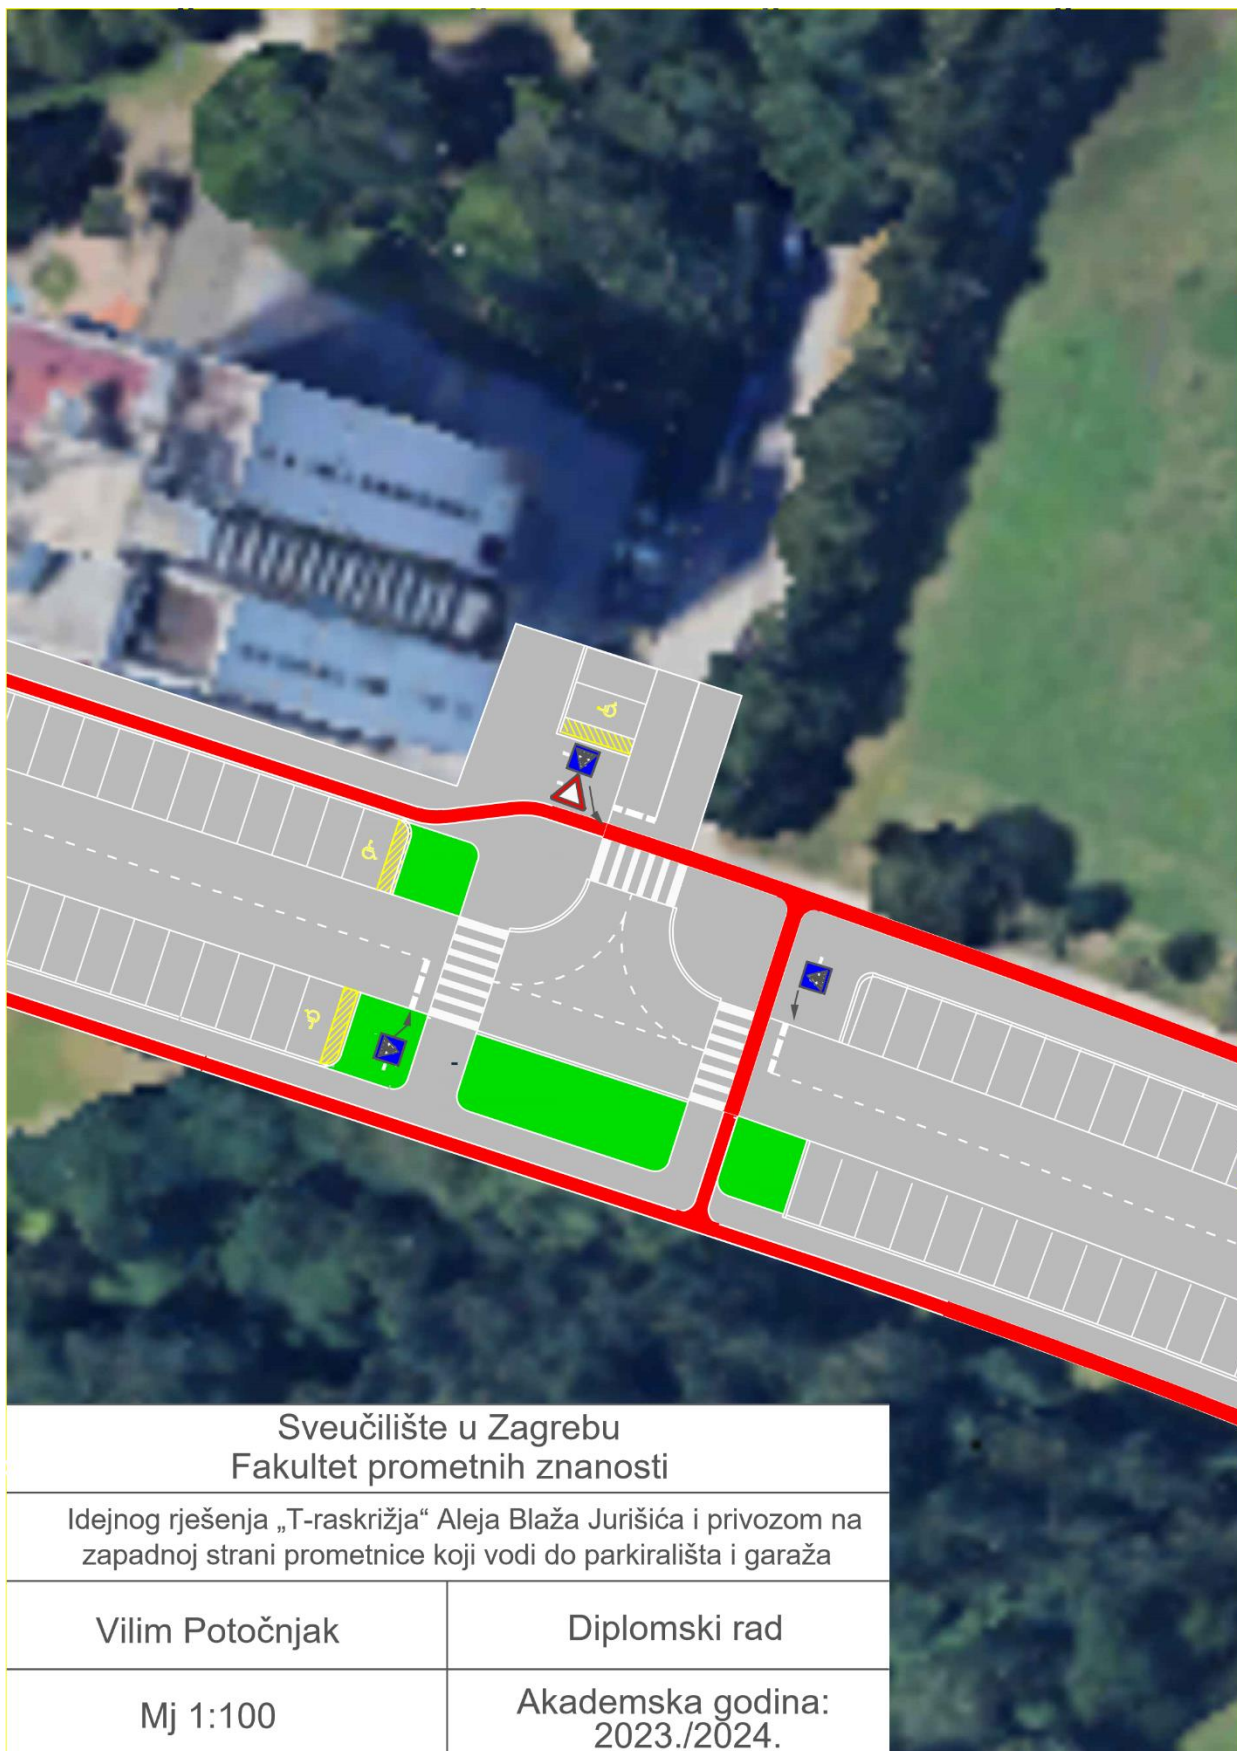 Sveučilište u Zagrebu
Fakultet prometnih znanosti
Idejnog rješenja „T-raskrižja“ Aleja Blaža Jurišića i privozom na
zapadnoj strani prometnice koji vodi do parkirališta i garaža
Vilim Potočnjak
Diplomski rad
Mj 1:100
Akademska godina:
2023./2024.